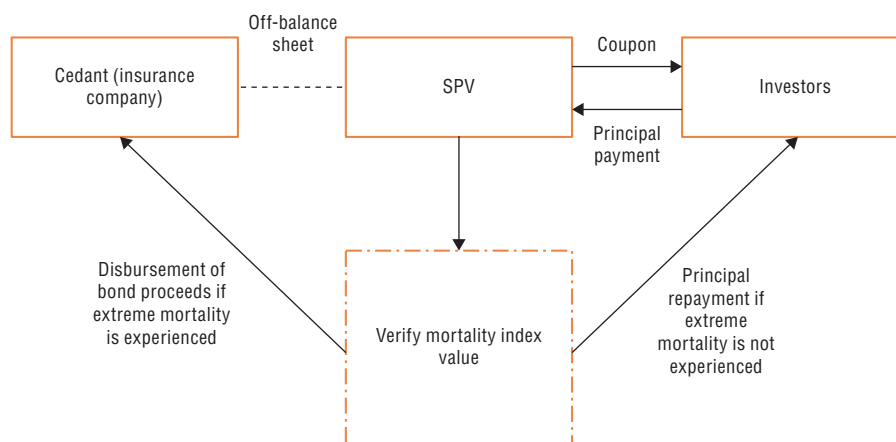 Off-balance
sheet
Cedant (insurance
company)
SPV
Coupon
Principal
payment
Investors
Disbursement of
bond proceeds if
extreme mortality
is experienced
Verify mortality index
value
Principal
repayment if
extreme
mortality is not
experienced